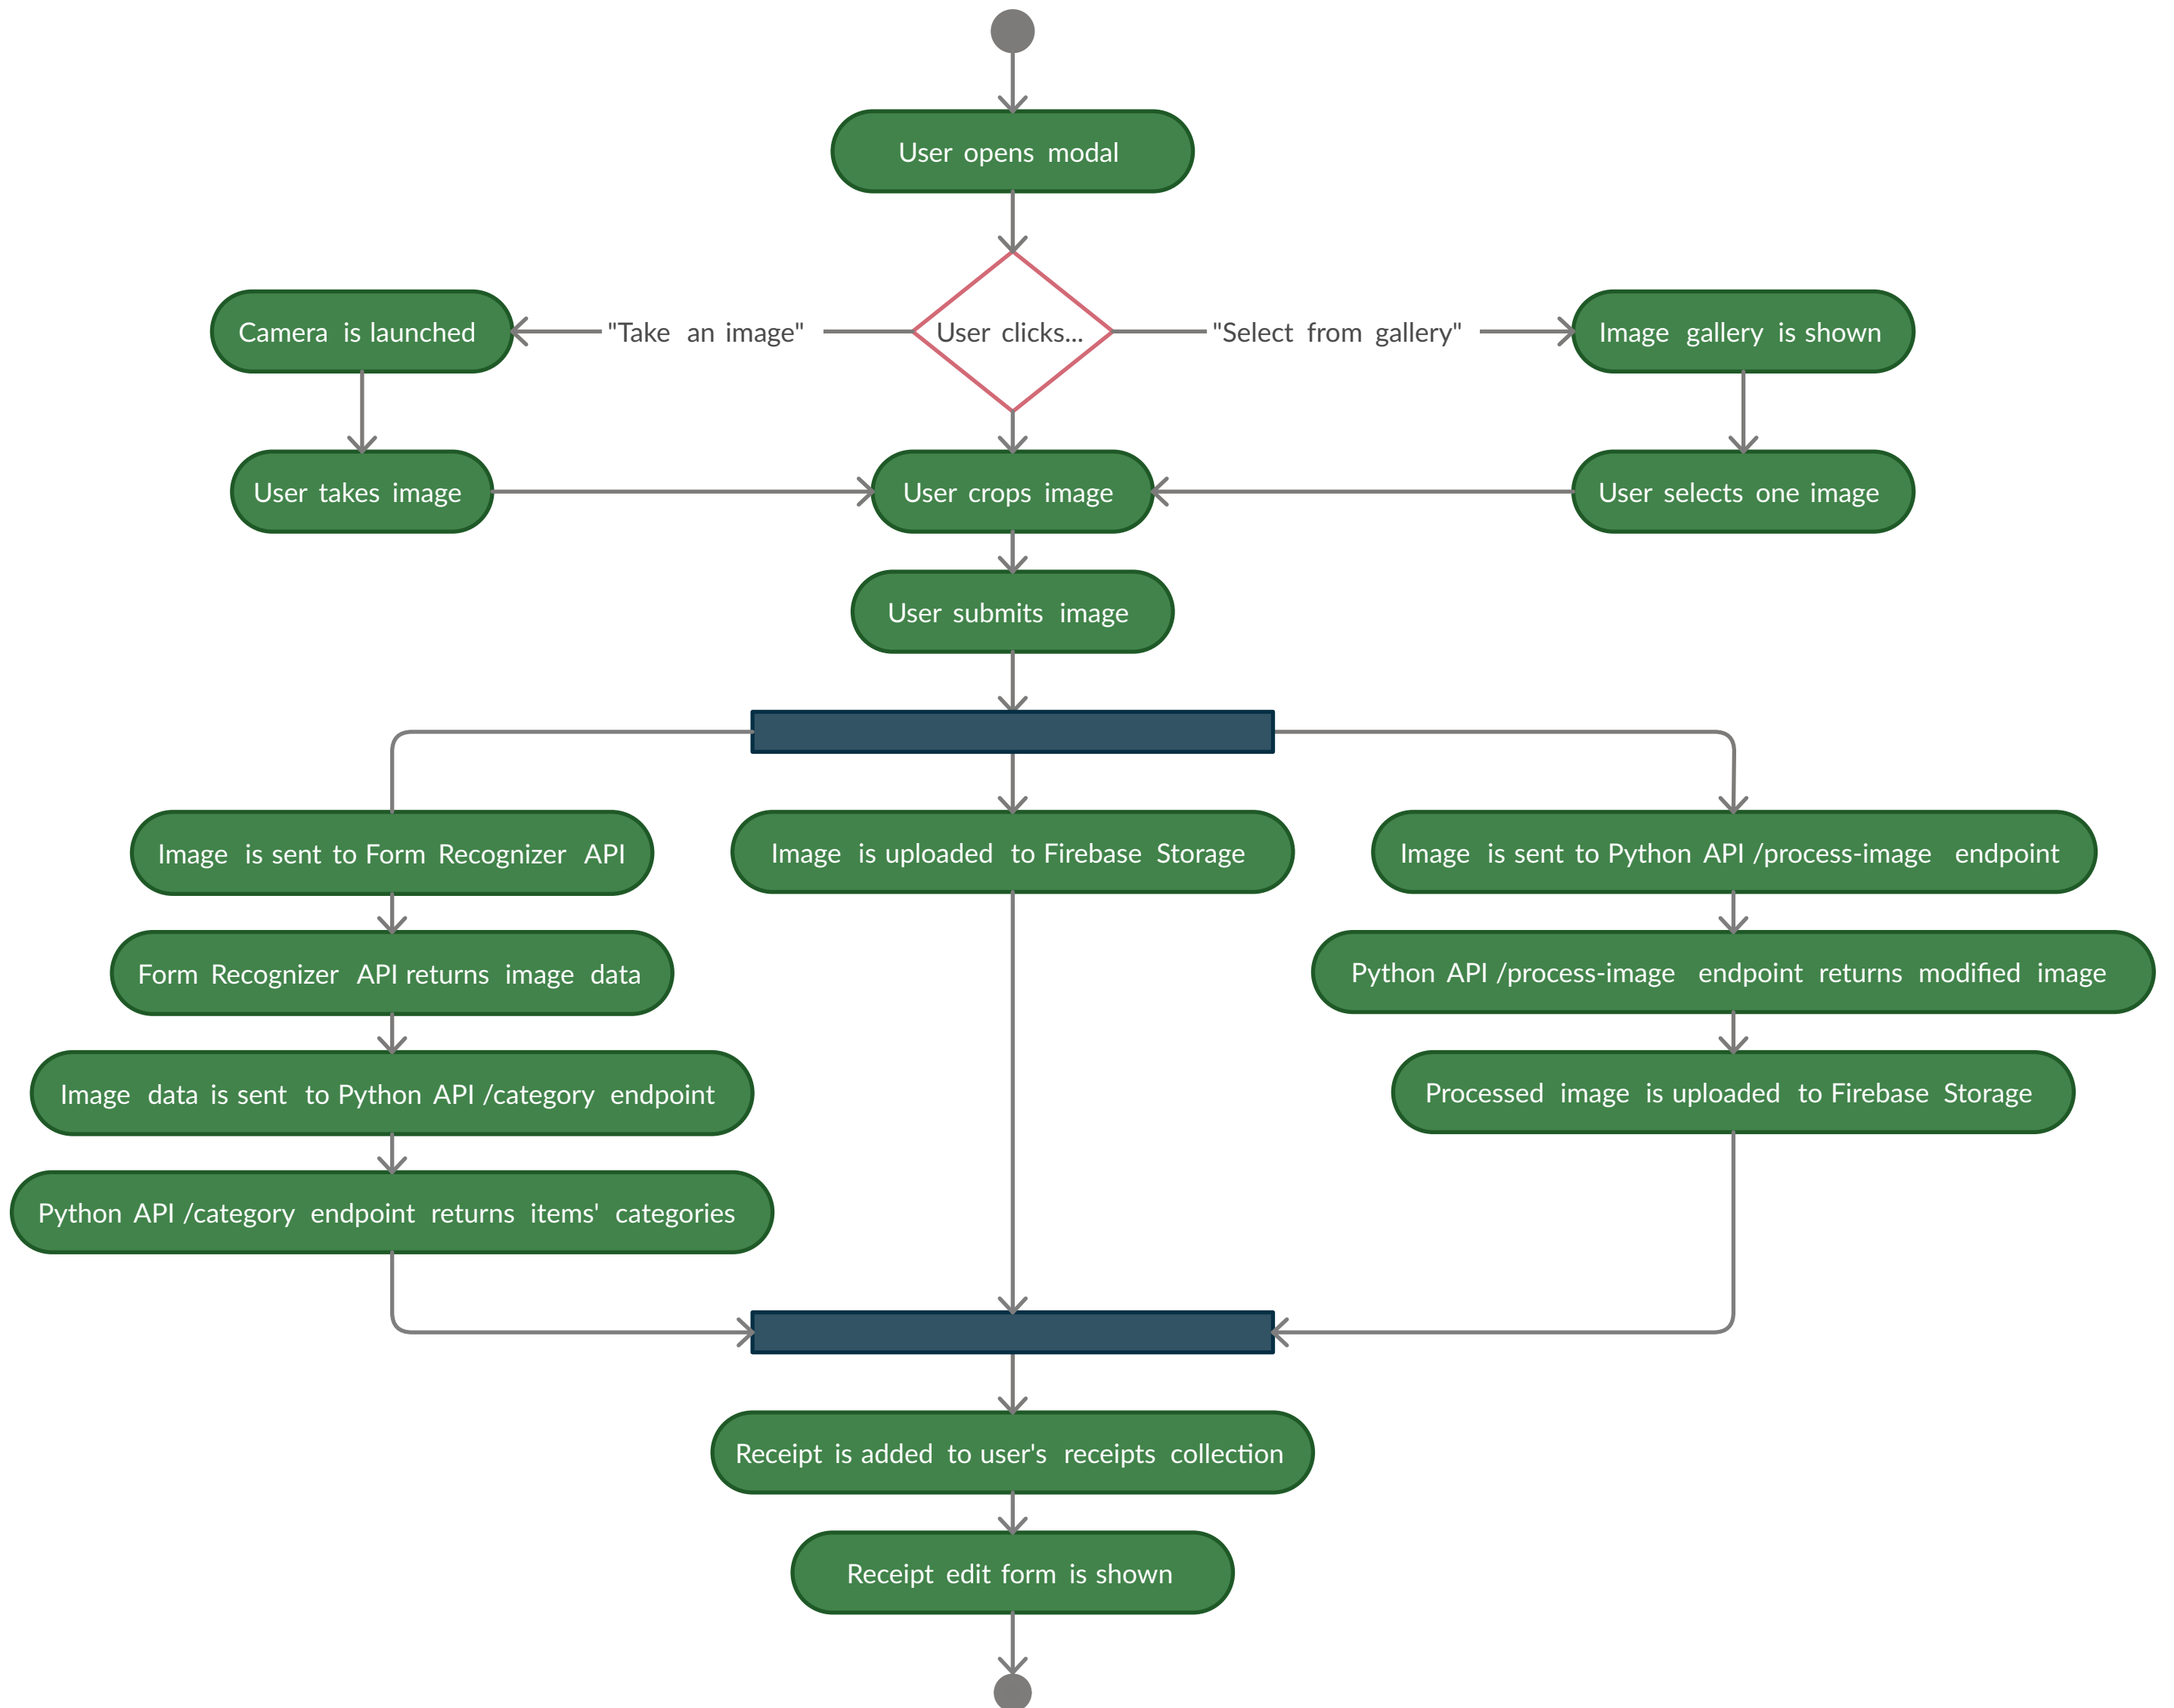 User opens modal
Camera is launched
"Take an image"
User clicks...
"Select from gallery"
Image gallery is shown
User takes image
User crops image
User selects one image
User submits image
Image is sent to Form Recognizer API
Image is uploaded to Firebase Storage
Image is sent to Python API /process-image endpoint
Form Recognizer API returns image data
Python API /process-image endpoint returns modified image
Image data is sent to Python API /category endpoint
Processed image is uploaded to Firebase Storage
Python API /category endpoint returns items' categories
Receipt is added to user's receipts collection
Receipt edit form is shown